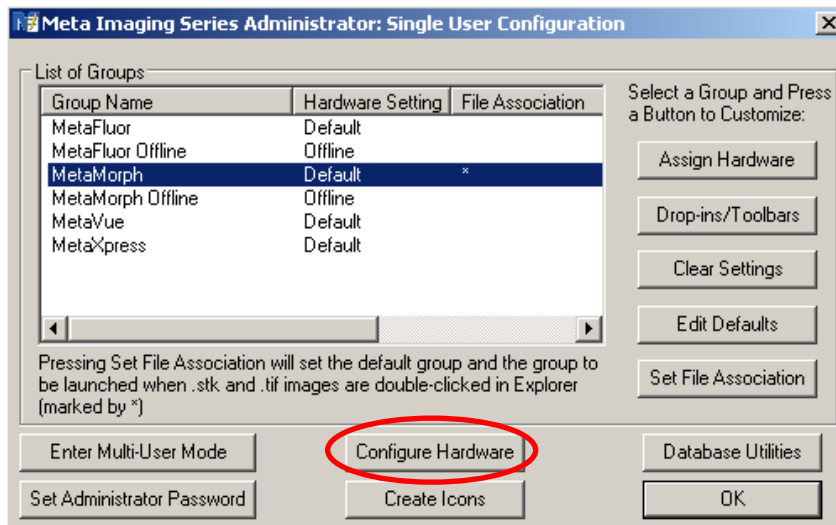 Meta Imaging Series Administrator: Single User Configuration
List of Groups
Group Name Hardware Setting File Association
MetaFluor Default
MetaFluor Offline Offline
MetaMorph Default *
MetaMorph Offline Offline
MetaVue Default
MetaXpress Default
Select a Group and Press
a Button to Customize:
Assign Hardware
Drop-ins/Toolbars
Clear Settings
Edit Defaults
Set File Association
Pressing Set File Association will set the default group and the group to
be launched when .stk and .tif images are double-clicked in Explorer
(marked by *)
Enter Multi-User Mode Configure Hardware Database Utilities
Set Administrator Password Create Icons OK